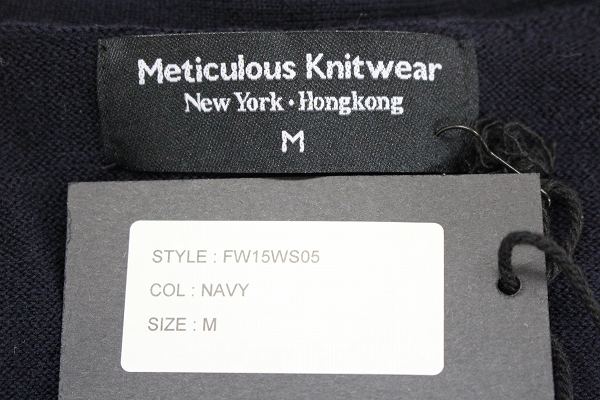 Meticulous Knitwear
New York · Hongkong
M
STYLE : FW15WS05
COL : NAVY
SIZE : M